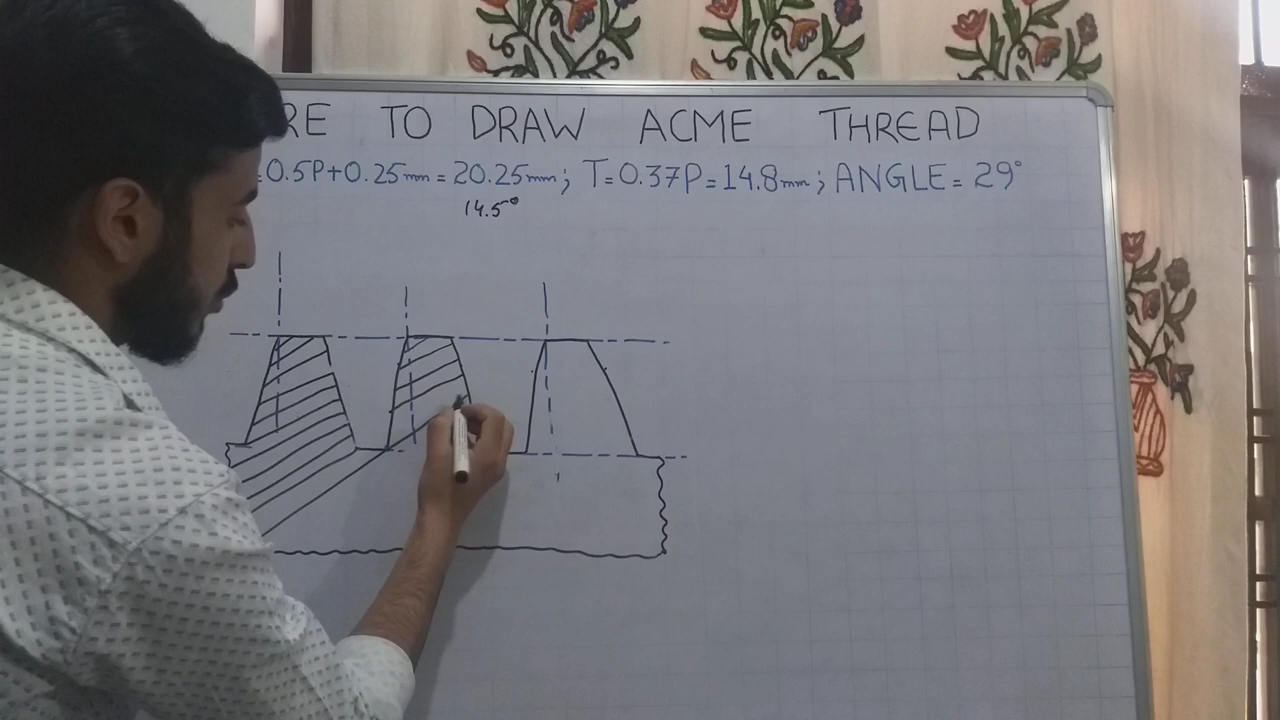 RE TO DRAW ACME THREAD
=0.5P+0.25mm=20.25mm; T=0.37P=14.8mm; ANGLE=29°
14.5°